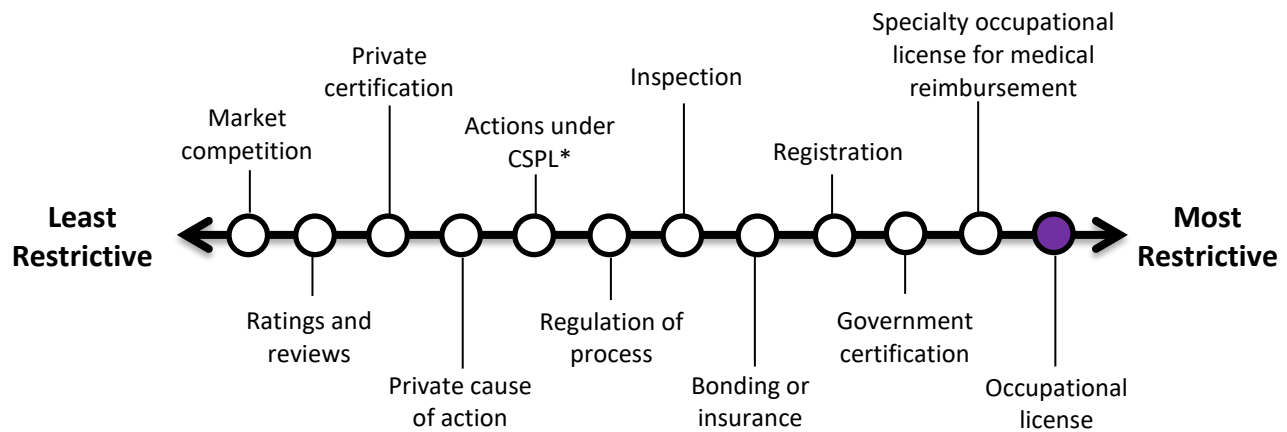 Least
Restrictive
Market
competition
Ratings and
reviews
Private
certification
Private cause
of action
Actions under
CSPL*
Regulation of
process
Inspection
Bonding or
insurance
Registration
Government
certification
Specialty occupational
license for medical
reimbursement
Occupational
license
Most
Restrictive